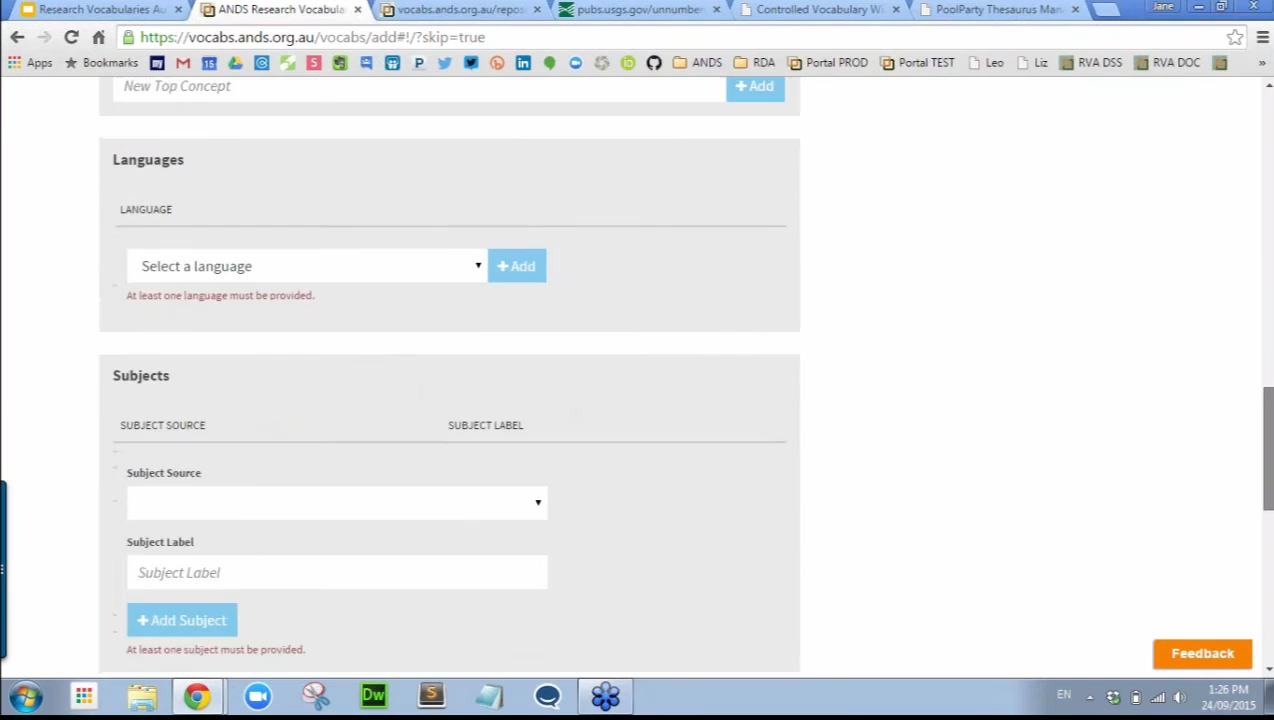 Research Vocabularies Au
ANDS Research Vocabula
vocabs.ands.org.au/repos
pubs.usgs.gov/unnumber
Controlled Vocabulary Wi
PoolParty Thesaurus Man
Jane
https://vocabs.ands.org.au/vocabs/add#!/?skip=true
Apps
Bookmarks
ANDS
RDA
Portal PROD
Portal TEST
Leo
Liz
RVA DSS
RVA DOC
»
New Top Concept
+ Add
Languages
LANGUAGE
Select a language
+ Add
At least one language must be provided.
Subjects
SUBJECT SOURCE
SUBJECT LABEL
Subject Source
Subject Label
Subject Label
+ Add Subject
At least one subject must be provided.
Feedback
Dw
S
EN
1:26 PM
24/09/2015